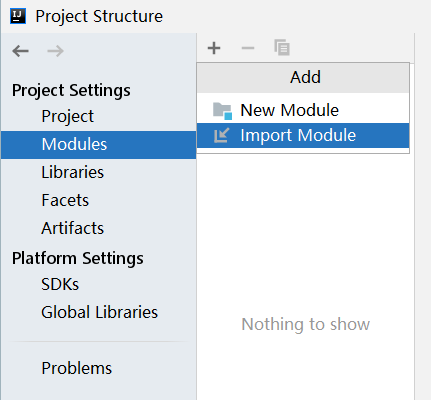 IJ
Project Structure
Project Settings
Project
Modules
Libraries
Facets
Artifacts
Platform Settings
SDKs
Global Libraries
Problems
Add
New Module
Import Module
Nothing to show